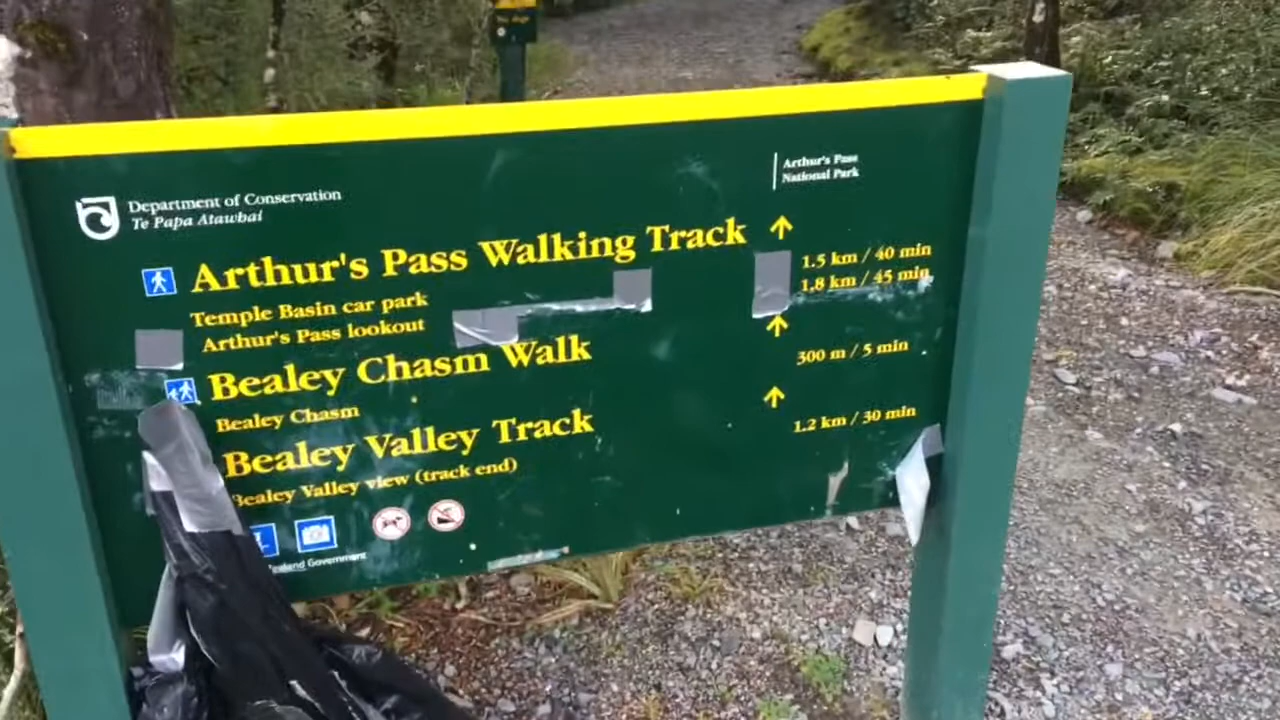 Department of Conservation
Te Papa Atawhai
Arthur's Pass
National Park
Arthur's Pass Walking Track
Temple Basin car park 1.5 km / 40 min
Arthur's Pass lookout 1.8 km / 45 min
Bealey Chasm Walk
Bealey Chasm 300 m / 5 min
Bealey Valley Track
Bealey Valley view (track end) 1.2 km / 30 min
Government